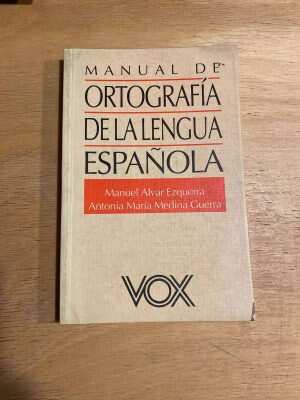 MANUAL DE
ORTOGRAFÍA
DE LA LENGUA
ESPAÑOLA
Manuel Alvar Ezquerra
Antonia María Medina Guerra
VOX